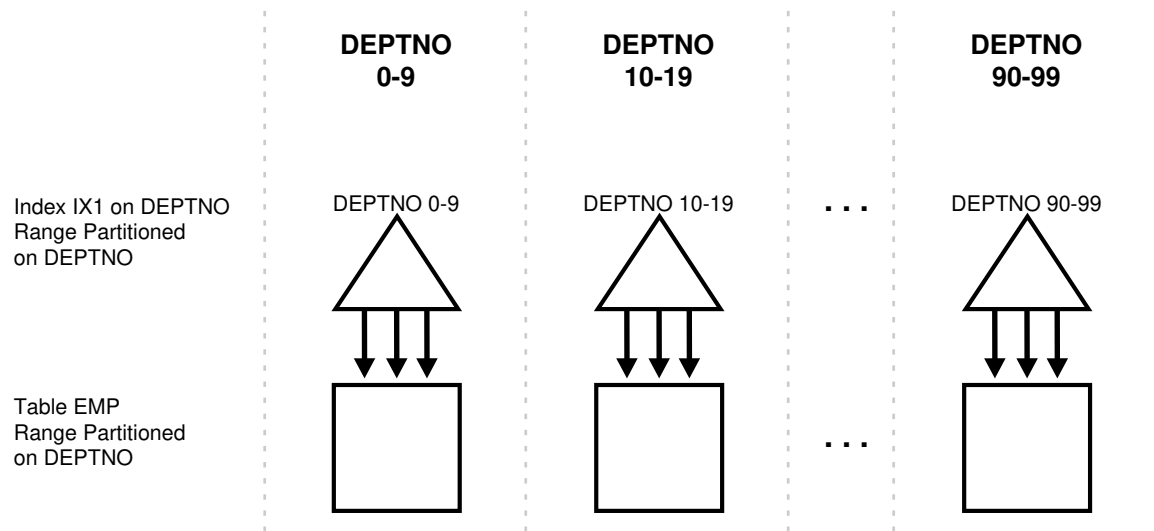 DEPTNO
0-9
DEPTNO
10-19
DEPTNO
90-99
Index IX1 on DEPTNO
Range Partitioned
on DEPTNO
DEPTNO 0-9
DEPTNO 10-19
. . .
DEPTNO 90-99
Table EMP
Range Partitioned
on DEPTNO
. . .